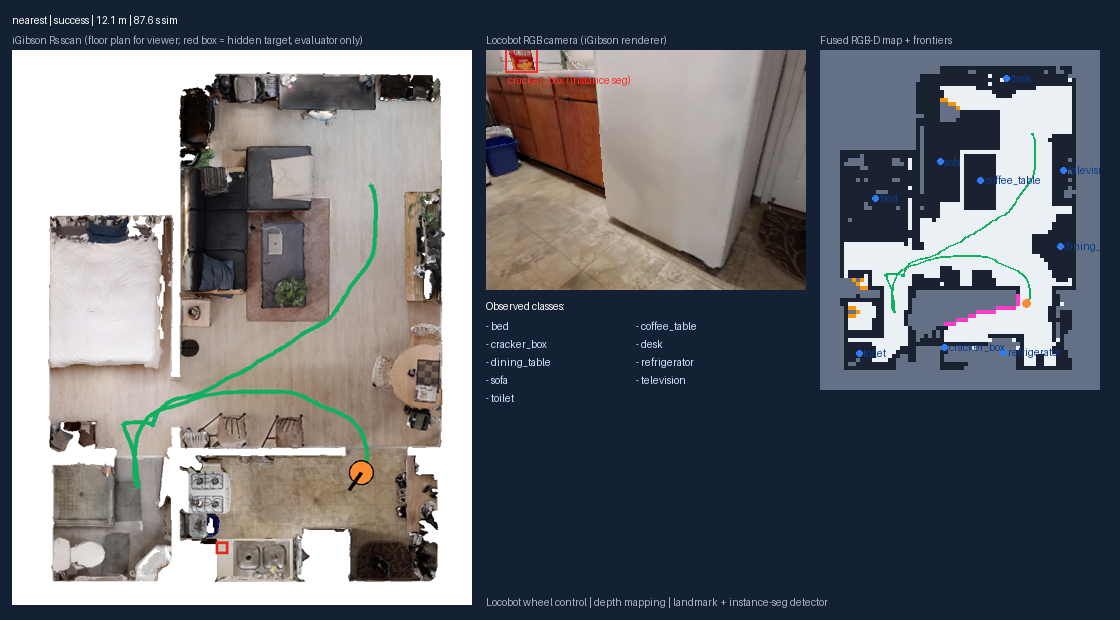 nearest | success | 12.1 m | 87.6 s sim
iGibson Rs scan (floor plan for viewer; red box = hidden target, evaluator only)
Locobot RGB camera (iGibson renderer)
Fused RGB-D map + frontiers
cracker_box (instance seg)
desk
sofa
coffee_table
televisi
bed
dining_
cracker_box
refrigerator
toilet
Observed classes:
- bed
- coffee_table
- cracker_box
- desk
- dining_table
- refrigerator
- sofa
- television
- toilet
Locobot wheel control | depth mapping | landmark + instance-seg detector